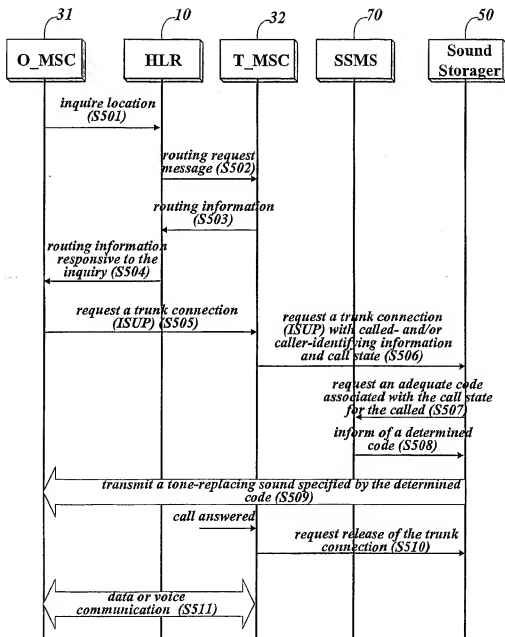 31
10
32
70
50
O_MSC
HLR
T_MSC
SSMS
Sound
Storager
inquire location
(S501)
routing request
message (S502)
routing information
(S503)
routing information
responsive to the
inquiry (S504)
request a trunk connection
(ISUP) (S505)
request a trunk connection
(ISUP) with called- and/or
caller-identifying information
and call state (S506)
request an adequate code
associated with the call state
for the called (S507)
inform of a determined
code (S508)
transmit a tone-replacing sound specified by the determined
code (S509)
call answered
request release of the trunk
connection (S510)
data or voice
communication (S511)